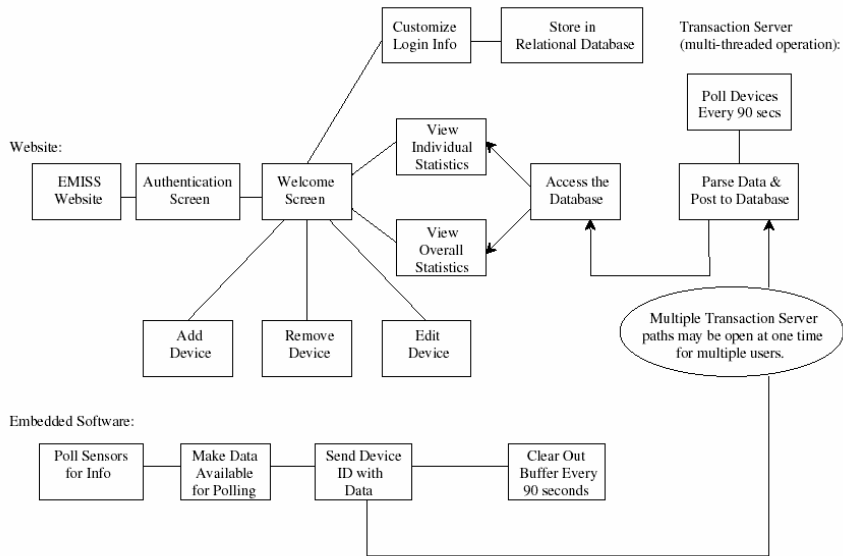 Customize
Login Info
Store in
Relational Database
Transaction Server
(multi-threaded operation):
Poll Devices
Every 90 secs
Website:
EMISS
Website
Authentication
Screen
Welcome
Screen
View
Individual
Statistics
View
Overall
Statistics
Access the
Database
Parse Data &
Post to Database
Add
Device
Remove
Device
Edit
Device
Multiple Transaction Server
paths may be open at one time
for multiple users.
Embedded Software:
Poll Sensors
for Info
Make Data
Available
for Polling
Send Device
ID with
Data
Clear Out
Buffer Every
90 seconds